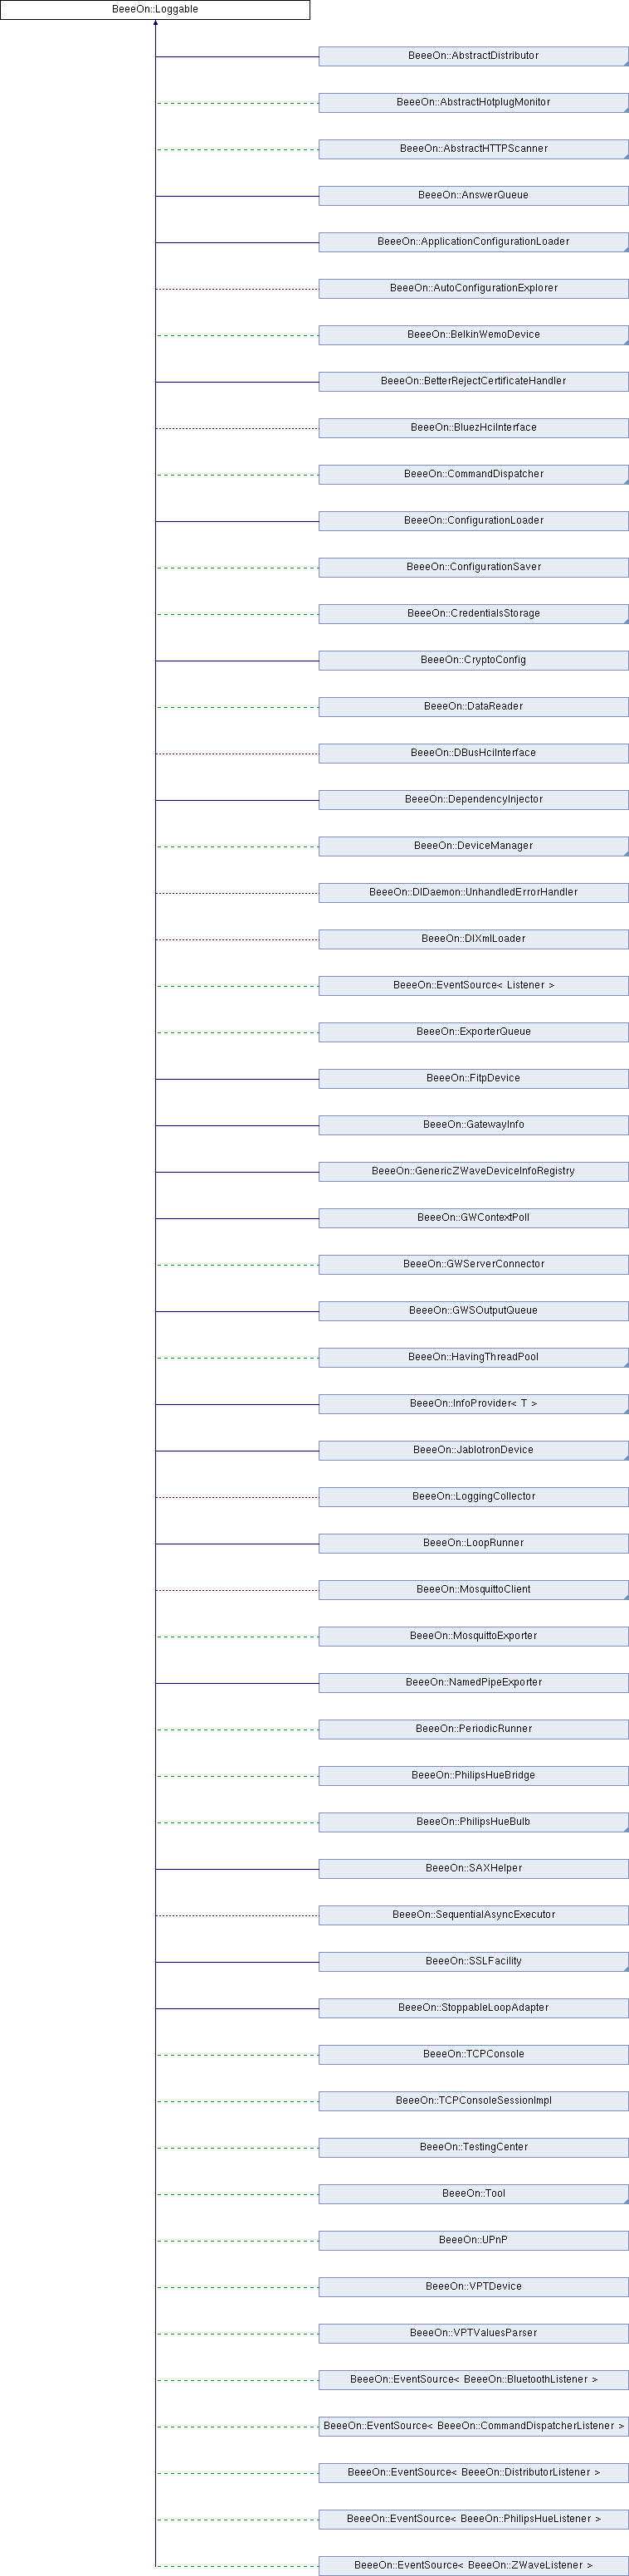 BeeeOn::Loggable
BeeeOn::AbstractDistributor
BeeeOn::AbstractHotplugMonitor
BeeeOn::AbstractHTTPScanner
BeeeOn::AnswerQueue
BeeeOn::ApplicationConfigurationLoader
BeeeOn::AutoConfigurationExplorer
BeeeOn::BelkinWemoDevice
BeeeOn::BetterRejectCertificateHandler
BeeeOn::BluezHciInterface
BeeeOn::CommandDispatcher
BeeeOn::ConfigurationLoader
BeeeOn::ConfigurationSaver
BeeeOn::CredentialsStorage
BeeeOn::CryptoConfig
BeeeOn::DataReader
BeeeOn::DBusHciInterface
BeeeOn::DependencyInjector
BeeeOn::DeviceManager
BeeeOn::DIDaemon::UnhandledErrorHandler
BeeeOn::DIXmlLoader
BeeeOn::EventSource< Listener >
BeeeOn::ExporterQueue
BeeeOn::FitpDevice
BeeeOn::GatewayInfo
BeeeOn::GenericZWaveDeviceInfoRegistry
BeeeOn::GWContextPoll
BeeeOn::GWServerConnector
BeeeOn::GWSOutputQueue
BeeeOn::HavingThreadPool
BeeeOn::InfoProvider< T >
BeeeOn::JablotronDevice
BeeeOn::LoggingCollector
BeeeOn::LoopRunner
BeeeOn::MosquittoClient
BeeeOn::MosquittoExporter
BeeeOn::NamedPipeExporter
BeeeOn::PeriodicRunner
BeeeOn::PhilipsHueBridge
BeeeOn::PhilipsHueBulb
BeeeOn::SAXHelper
BeeeOn::SequentialAsyncExecutor
BeeeOn::SSLFacility
BeeeOn::StoppableLoopAdapter
BeeeOn::TCPConsole
BeeeOn::TCPConsoleSessionImpl
BeeeOn::TestingCenter
BeeeOn::Tool
BeeeOn::UPnP
BeeeOn::VPTDevice
BeeeOn::VPTValuesParser
BeeeOn::EventSource< BeeeOn::BluetoothListener >
BeeeOn::EventSource< BeeeOn::CommandDispatcherListener >
BeeeOn::EventSource< BeeeOn::DistributorListener >
BeeeOn::EventSource< BeeeOn::PhilipsHueListener >
BeeeOn::EventSource< BeeeOn::ZWaveListener >